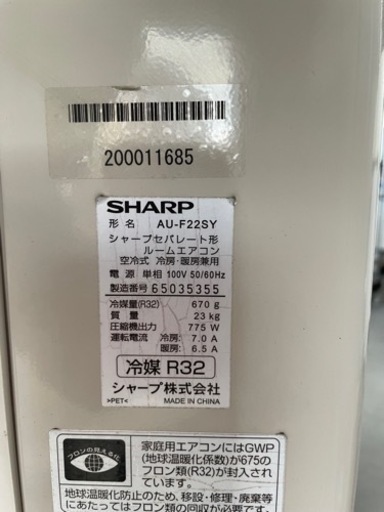 200011685
SHARP
形 名 AU-F22SY
シャープセパレート形
ルームエアコン
空冷式 冷房・暖房兼用
電 源 単相 100V 50/60Hz
製造番号 65035355
冷媒量(R32) 670 g
質 量 23 kg
圧縮機出力 775 W
運転電流 冷房: 7.0 A
暖房: 6.5 A
冷媒 R32
シャープ株式会社
>PET< MADE IN CHINA
フロンの見える化
家庭用エアコンにはGWP
(地球温暖化係数)が675の
フロン類(R32)が封入され
ています。
地球温暖化防止のため、移設・修理・廃棄等
にあたってはフロン類の回収が必要です。